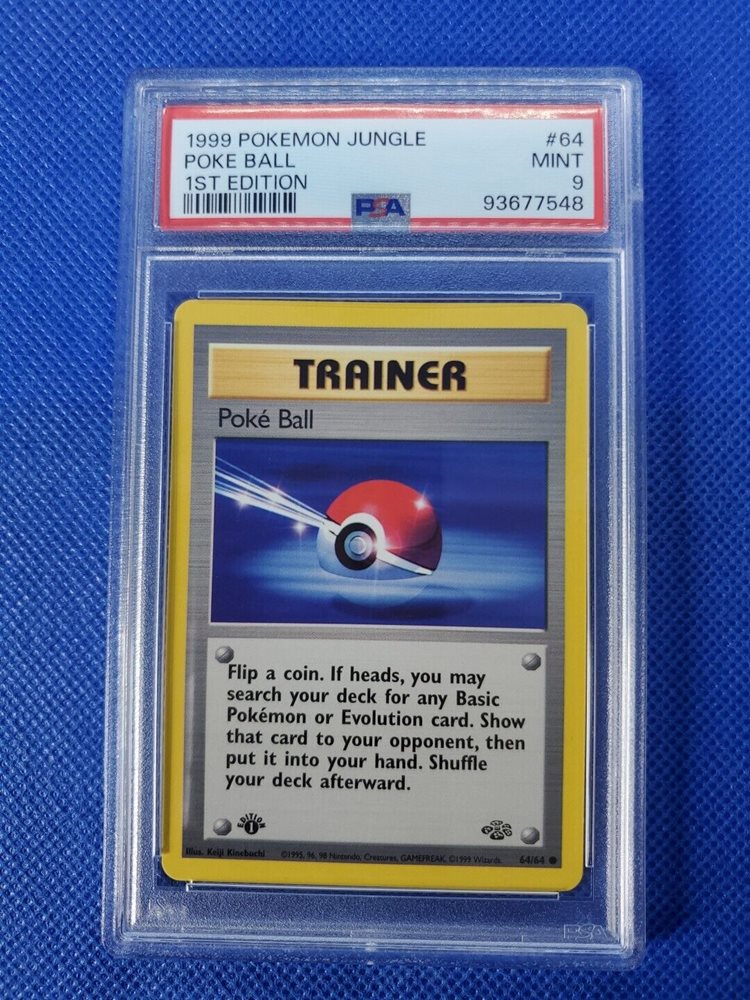 1999 POKEMON JUNGLE #64
POKE BALL MINT
1ST EDITION 9
PSA 93677548
TRAINER
Poké Ball
Flip a coin. If heads, you may
search your deck for any Basic
Pokémon or Evolution card. Show
that card to your opponent, then
put it into your hand. Shuffle
your deck afterward.
EDITION
1
Illus. Keiji Kinebuchi ©1995, 96, 98 Nintendo, Creatures, GAMEFREAK. ©1999 Wizards. 64/64
PSA